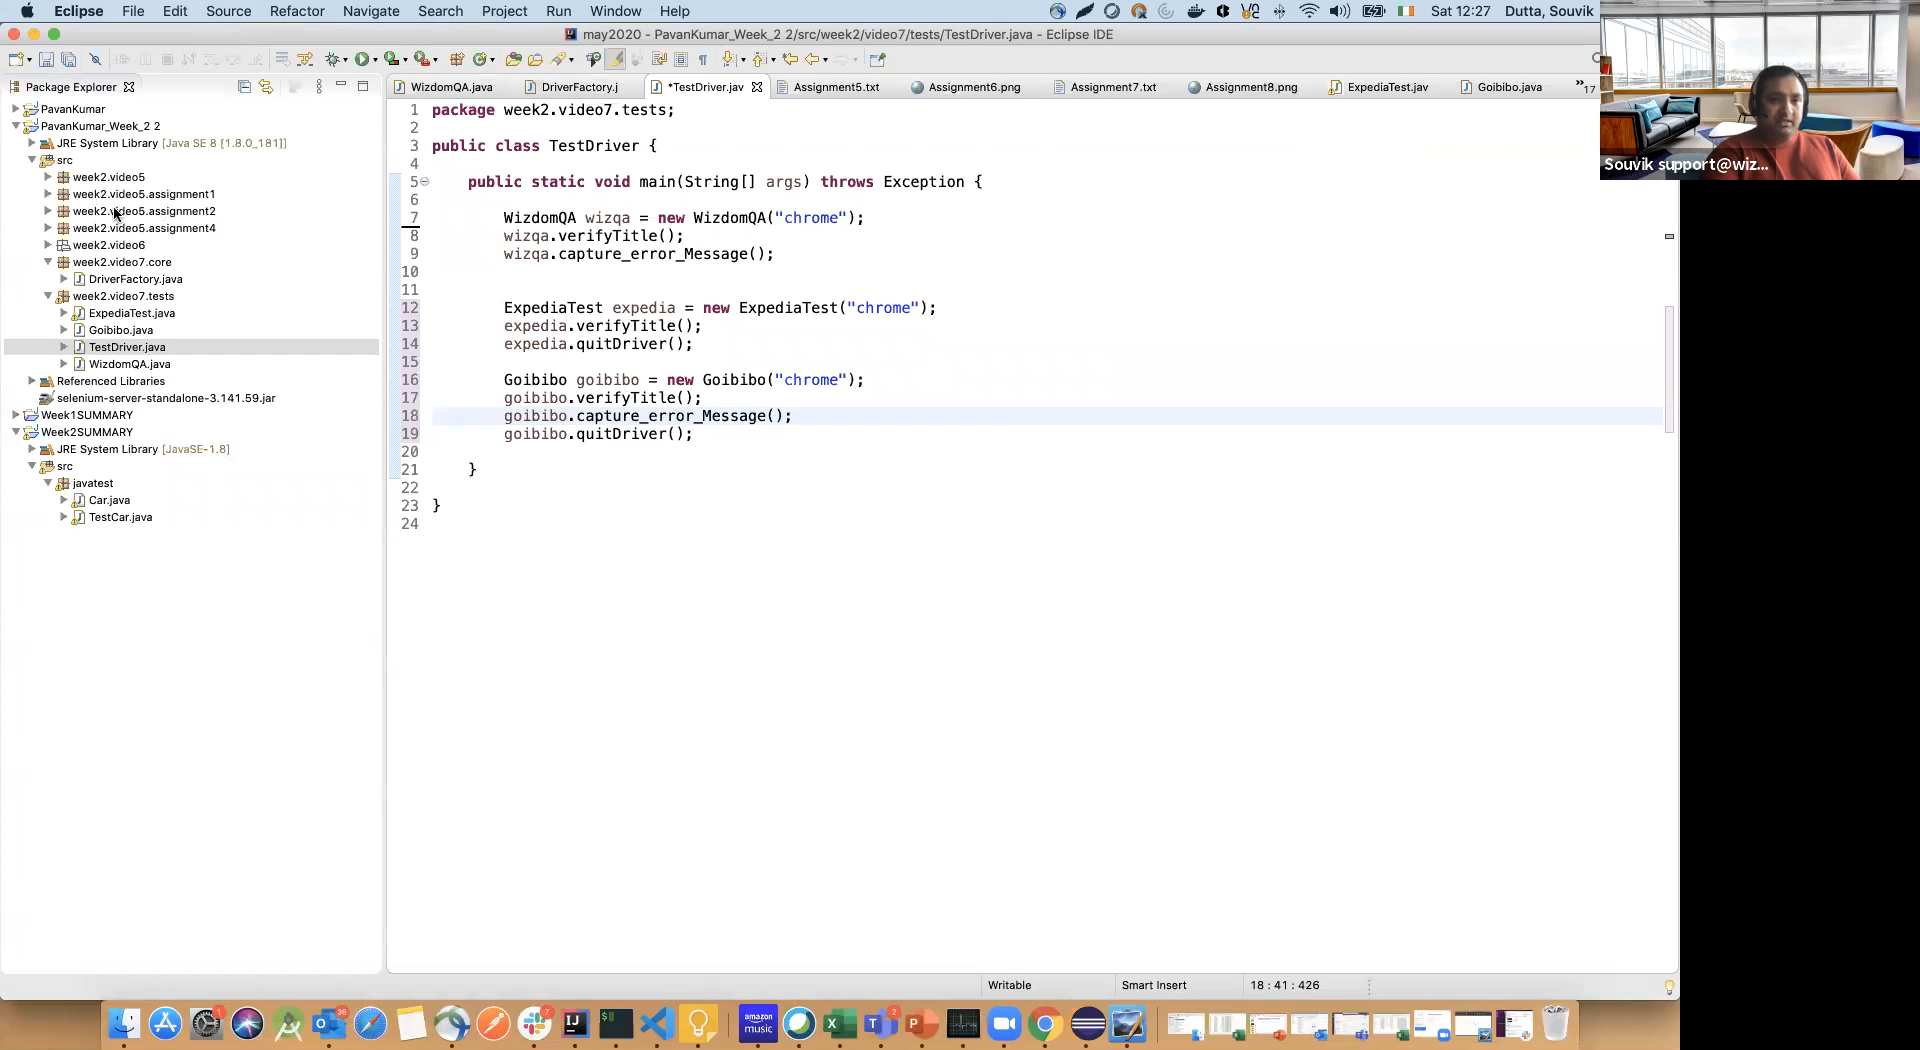 Eclipse File Edit Source Refactor Navigate Search Project Run Window Help Sat 12:27 Dutta, Souvik
may2020 - PavanKumar_Week_2 2/src/week2/video7/tests/TestDriver.java - Eclipse IDE
Package Explorer
PavanKumar
PavanKumar_Week_2 2
JRE System Library [Java SE 8 [1.8.0_181]]
src
week2.video5
week2.video5.assignment1
week2.video5.assignment2
week2.video5.assignment4
week2.video6
week2.video7.core
DriverFactory.java
week2.video7.tests
ExpediaTest.java
Goibibo.java
TestDriver.java
WizdomQA.java
Referenced Libraries
selenium-server-standalone-3.141.59.jar
Week1SUMMARY
Week2SUMMARY
JRE System Library [JavaSE-1.8]
src
javatest
Car.java
TestCar.java
WizdomQA.java DriverFactory.j *TestDriver.jav Assignment5.txt Assignment6.png Assignment7.txt Assignment8.png ExpediaTest.jav Goibibo.java »17
1 package week2.video7.tests;
2
3 public class TestDriver {
4
5 public static void main(String[] args) throws Exception {
6
7 WizdomQA wizqa = new WizdomQA("chrome");
8 wizqa.verifyTitle();
9 wizqa.capture_error_Message();
10
11
12 ExpediaTest expedia = new ExpediaTest("chrome");
13 expedia.verifyTitle();
14 expedia.quitDriver();
15
16 Goibibo goibibo = new Goibibo("chrome");
17 goibibo.verifyTitle();
18 goibibo.capture_error_Message();
19 goibibo.quitDriver();
20
21 }
22
23 }
24
Souvik support@wiz...
Writable Smart Insert 18 : 41 : 426
amazon music